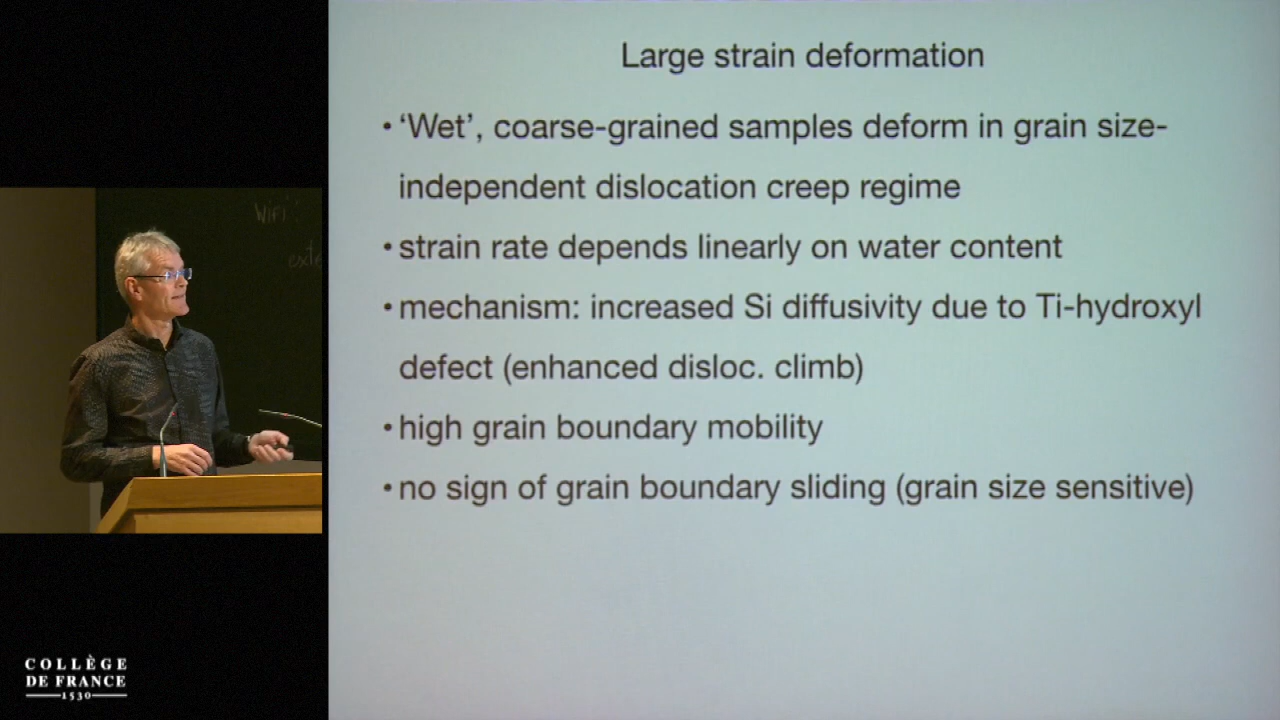 Large strain deformation
• ‘Wet’, coarse-grained samples deform in grain size-
independent dislocation creep regime
• strain rate depends linearly on water content
• mechanism: increased Si diffusivity due to Ti-hydroxyl
defect (enhanced disloc. climb)
• high grain boundary mobility
• no sign of grain boundary sliding (grain size sensitive)
Wifi :
COLLÈGE
DE FRANCE
1530